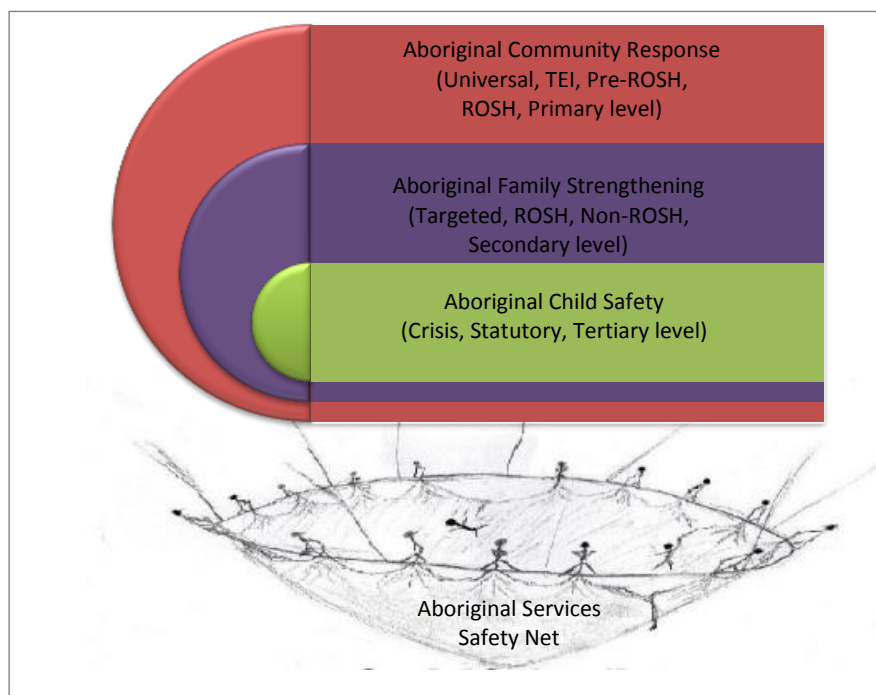 Aboriginal Community Response
(Universal, TEI, Pre-ROSH,
ROSH, Primary level)
Aboriginal Family Strengthening
(Targeted, ROSH, Non-ROSH,
Secondary level)
Aboriginal Child Safety
(Crisis, Statutory, Tertiary level)
Aboriginal Services
Safety Net